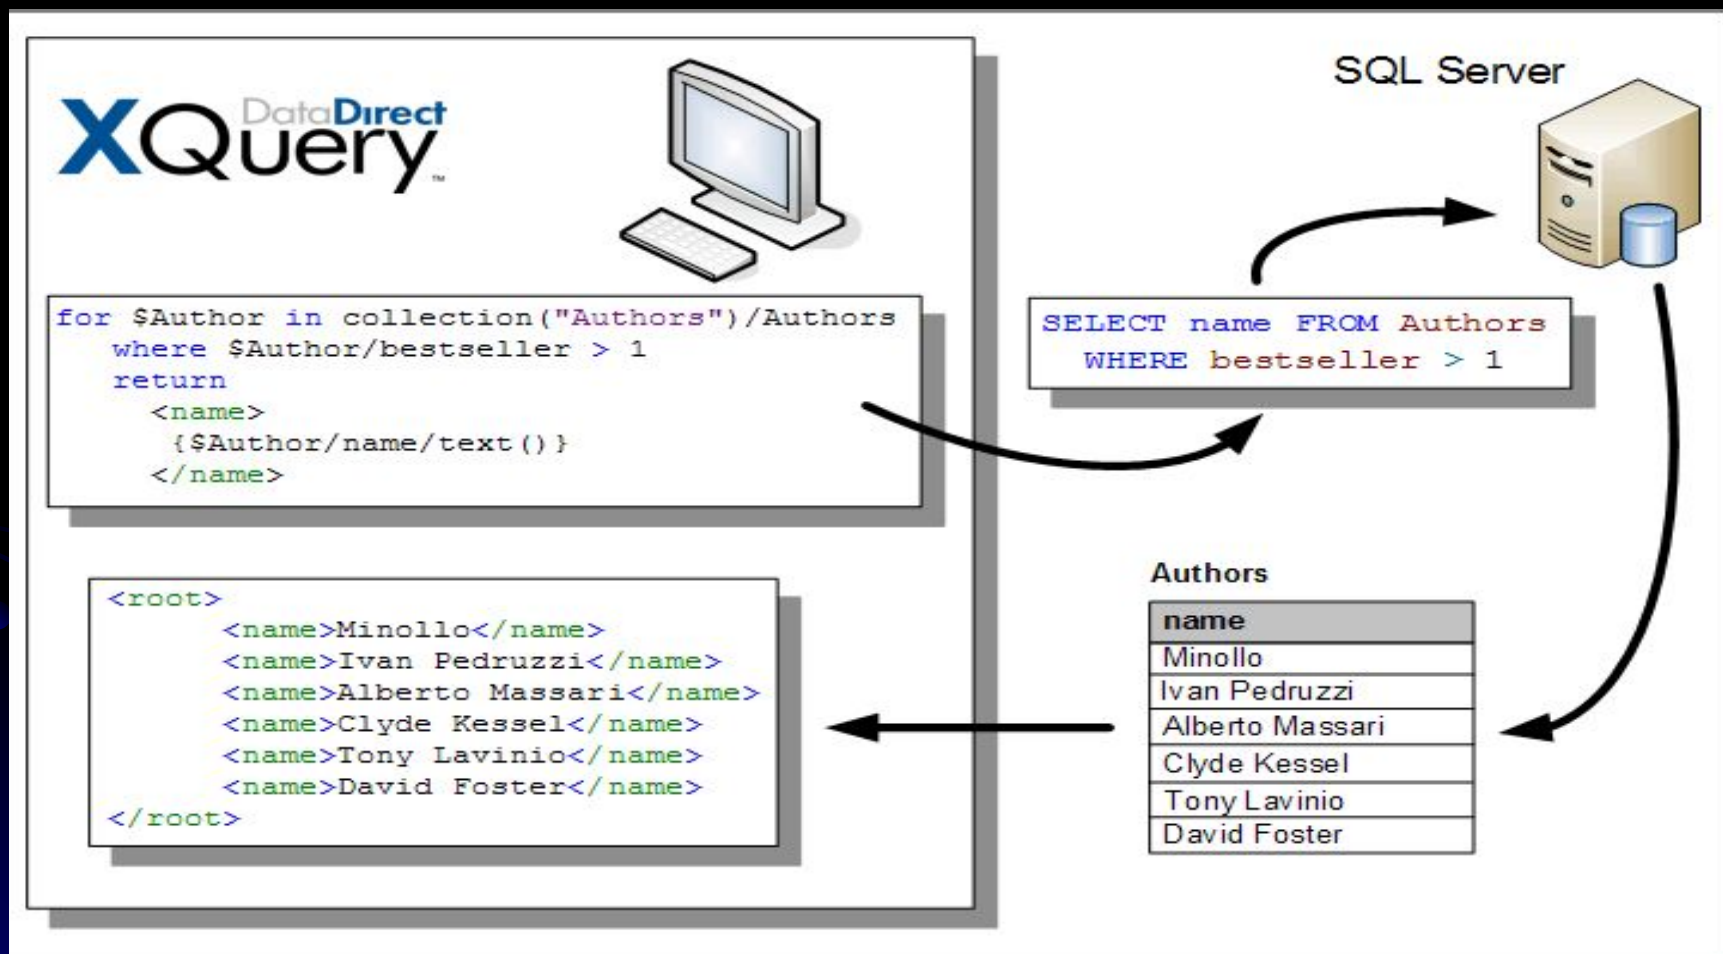 DataDirect
XQuery™
SQL Server
for $Author in collection("Authors")/Authors
where $Author/bestseller > 1
return
<name>
{$Author/name/text()}
</name>
SELECT name FROM Authors
WHERE bestseller > 1
Authors
name
Minollo
Ivan Pedruzzi
Alberto Massari
Clyde Kessel
Tony Lavinio
David Foster
<root>
<name>Minollo</name>
<name>Ivan Pedruzzi</name>
<name>Alberto Massari</name>
<name>Clyde Kessel</name>
<name>Tony Lavinio</name>
<name>David Foster</name>
</root>